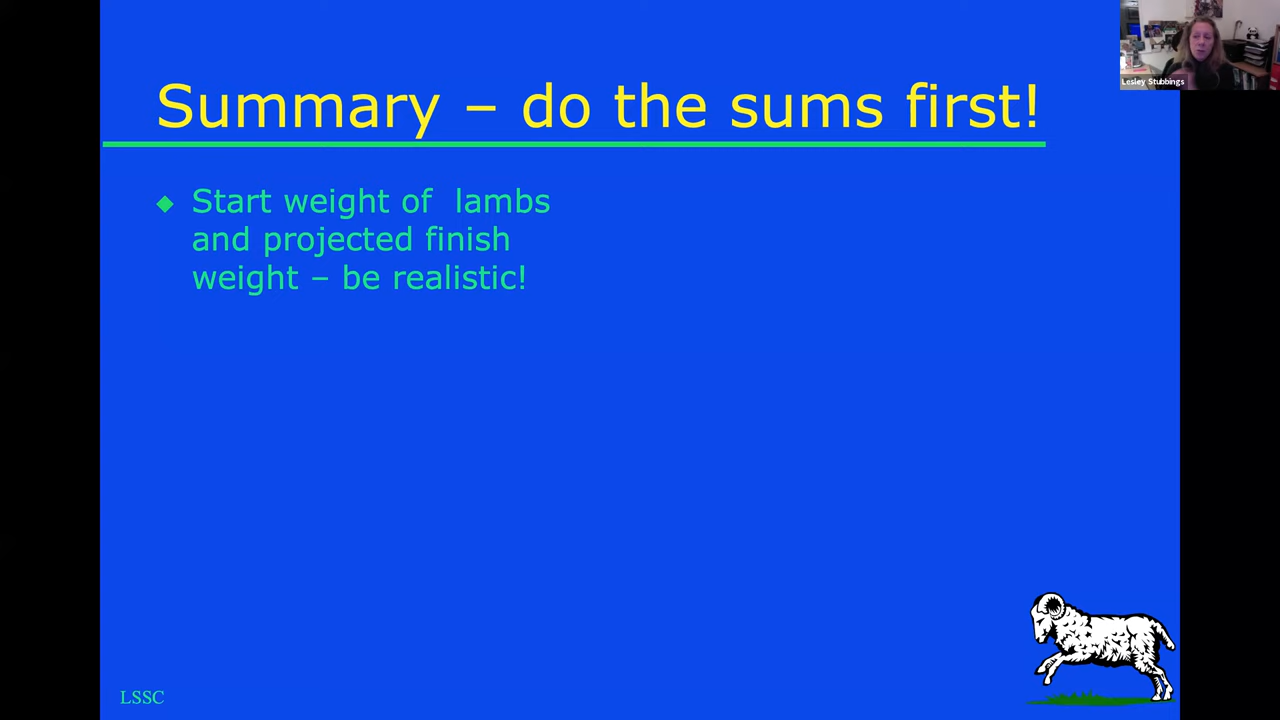 Summary – do the sums first!
Start weight of lambs
and projected finish
weight – be realistic!
LSSC
Lesley Stubbings